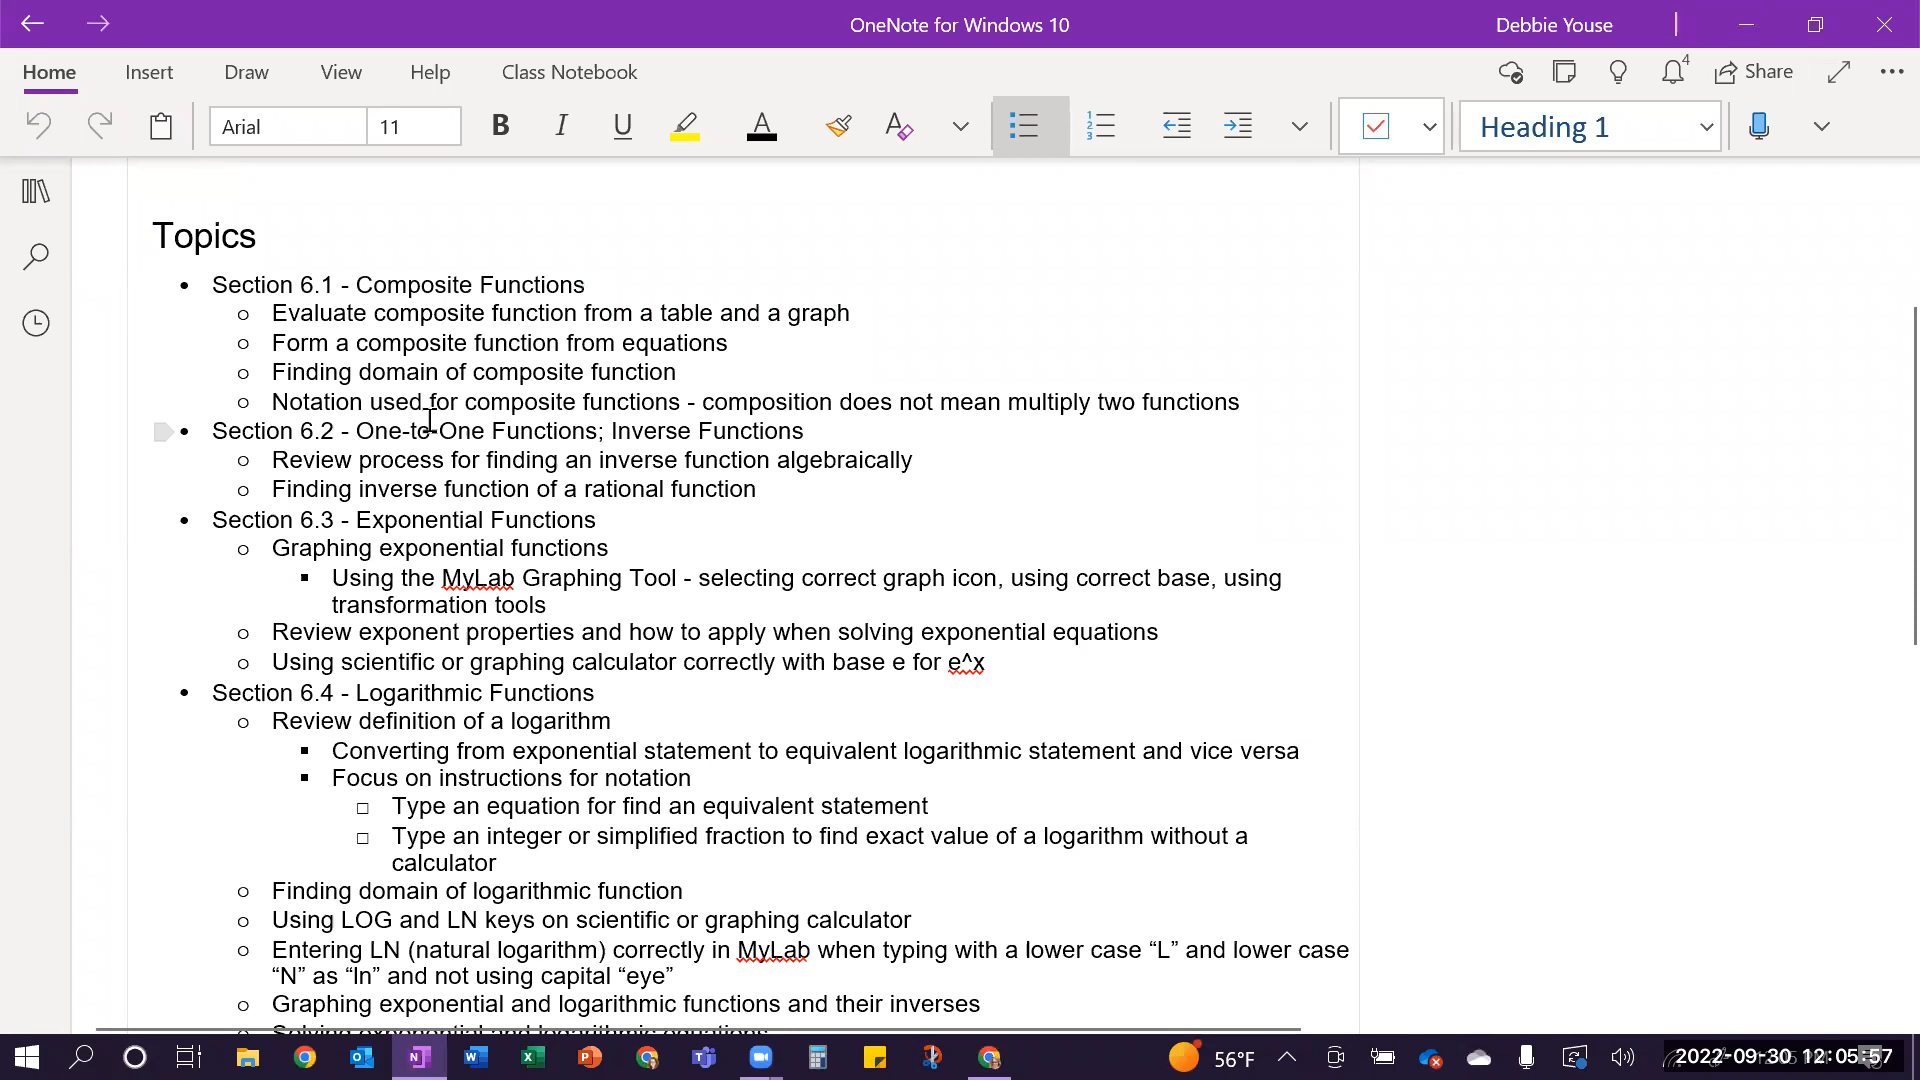 OneNote for Windows 10
Debbie Youse
Home
Insert
Draw
View
Help
Class Notebook
4
Share
Arial
11
B
I
U
A
A
1
2
3
Heading 1
Topics
Section 6.1 - Composite Functions
Evaluate composite function from a table and a graph
Form a composite function from equations
Finding domain of composite function
Notation used for composite functions - composition does not mean multiply two functions
Section 6.2 - One-to-One Functions; Inverse Functions
Review process for finding an inverse function algebraically
Finding inverse function of a rational function
Section 6.3 - Exponential Functions
Graphing exponential functions
Using the MyLab Graphing Tool - selecting correct graph icon, using correct base, using
transformation tools
Review exponent properties and how to apply when solving exponential equations
Using scientific or graphing calculator correctly with base e for e^x
Section 6.4 - Logarithmic Functions
Review definition of a logarithm
Converting from exponential statement to equivalent logarithmic statement and vice versa
Focus on instructions for notation
Type an equation for find an equivalent statement
Type an integer or simplified fraction to find exact value of a logarithm without a
calculator
Finding domain of logarithmic function
Using LOG and LN keys on scientific or graphing calculator
Entering LN (natural logarithm) correctly in MyLab when typing with a lower case “L” and lower case
“N” as “ln” and not using capital “eye”
Graphing exponential and logarithmic functions and their inverses
Solving exponential and logarithmic equations
56°F
2022-09-30 12:05:57